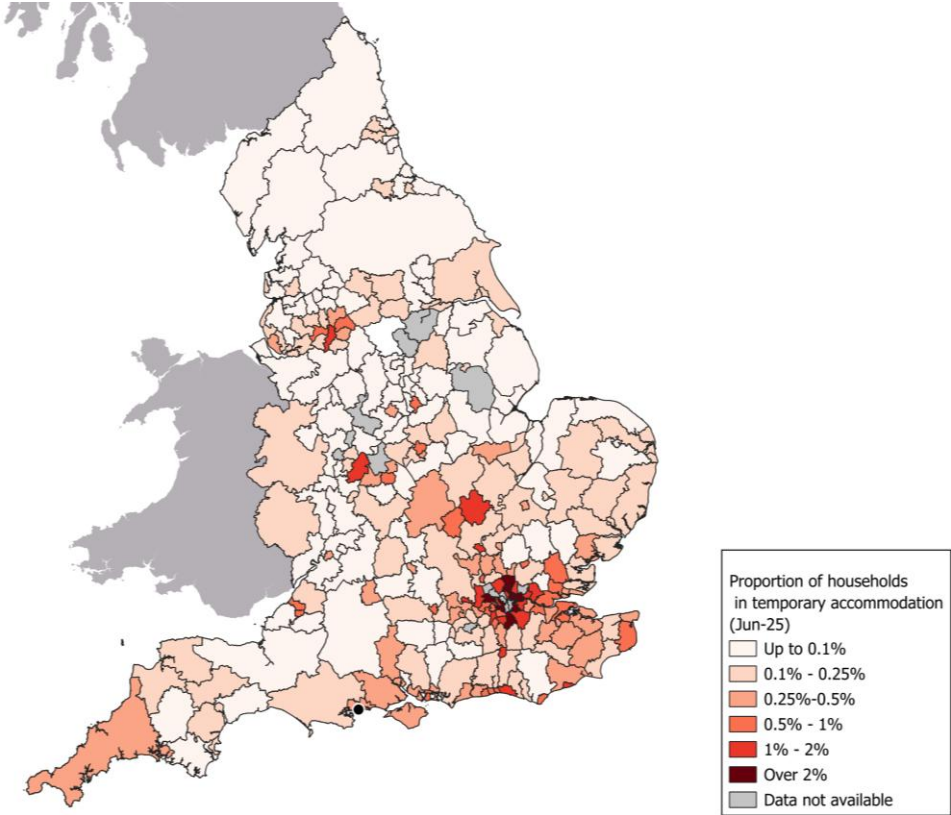 Proportion of households
in temporary accommodation
(Jun-25)
Up to 0.1%
0.1% - 0.25%
0.25%-0.5%
0.5% - 1%
1% - 2%
Over 2%
Data not available